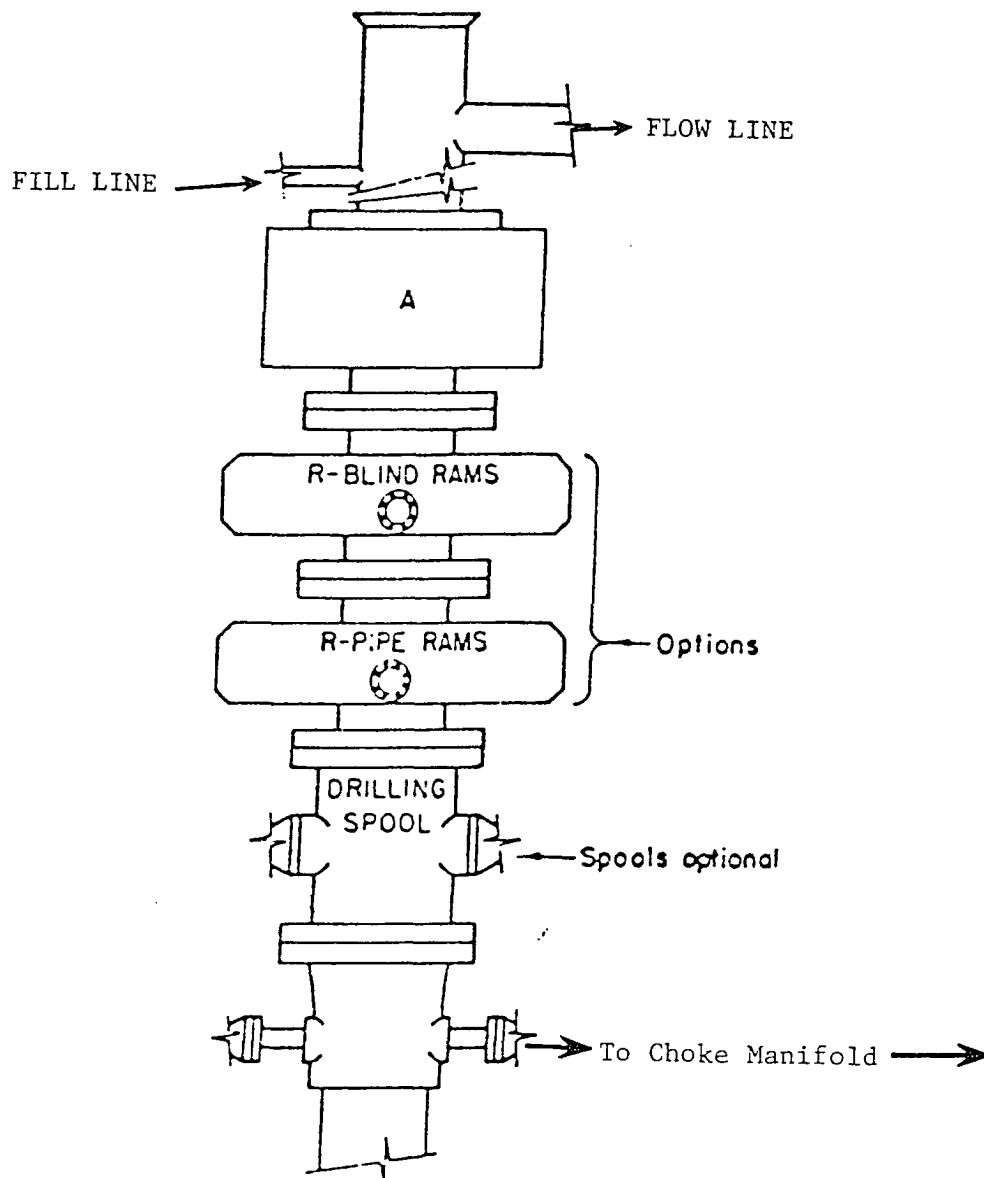 FLOW LINE
FILL LINE
A
R-BLIND RAMS
R-PIPE RAMS
Options
DRILLING
SPOOL
Spools optional
To Choke Manifold